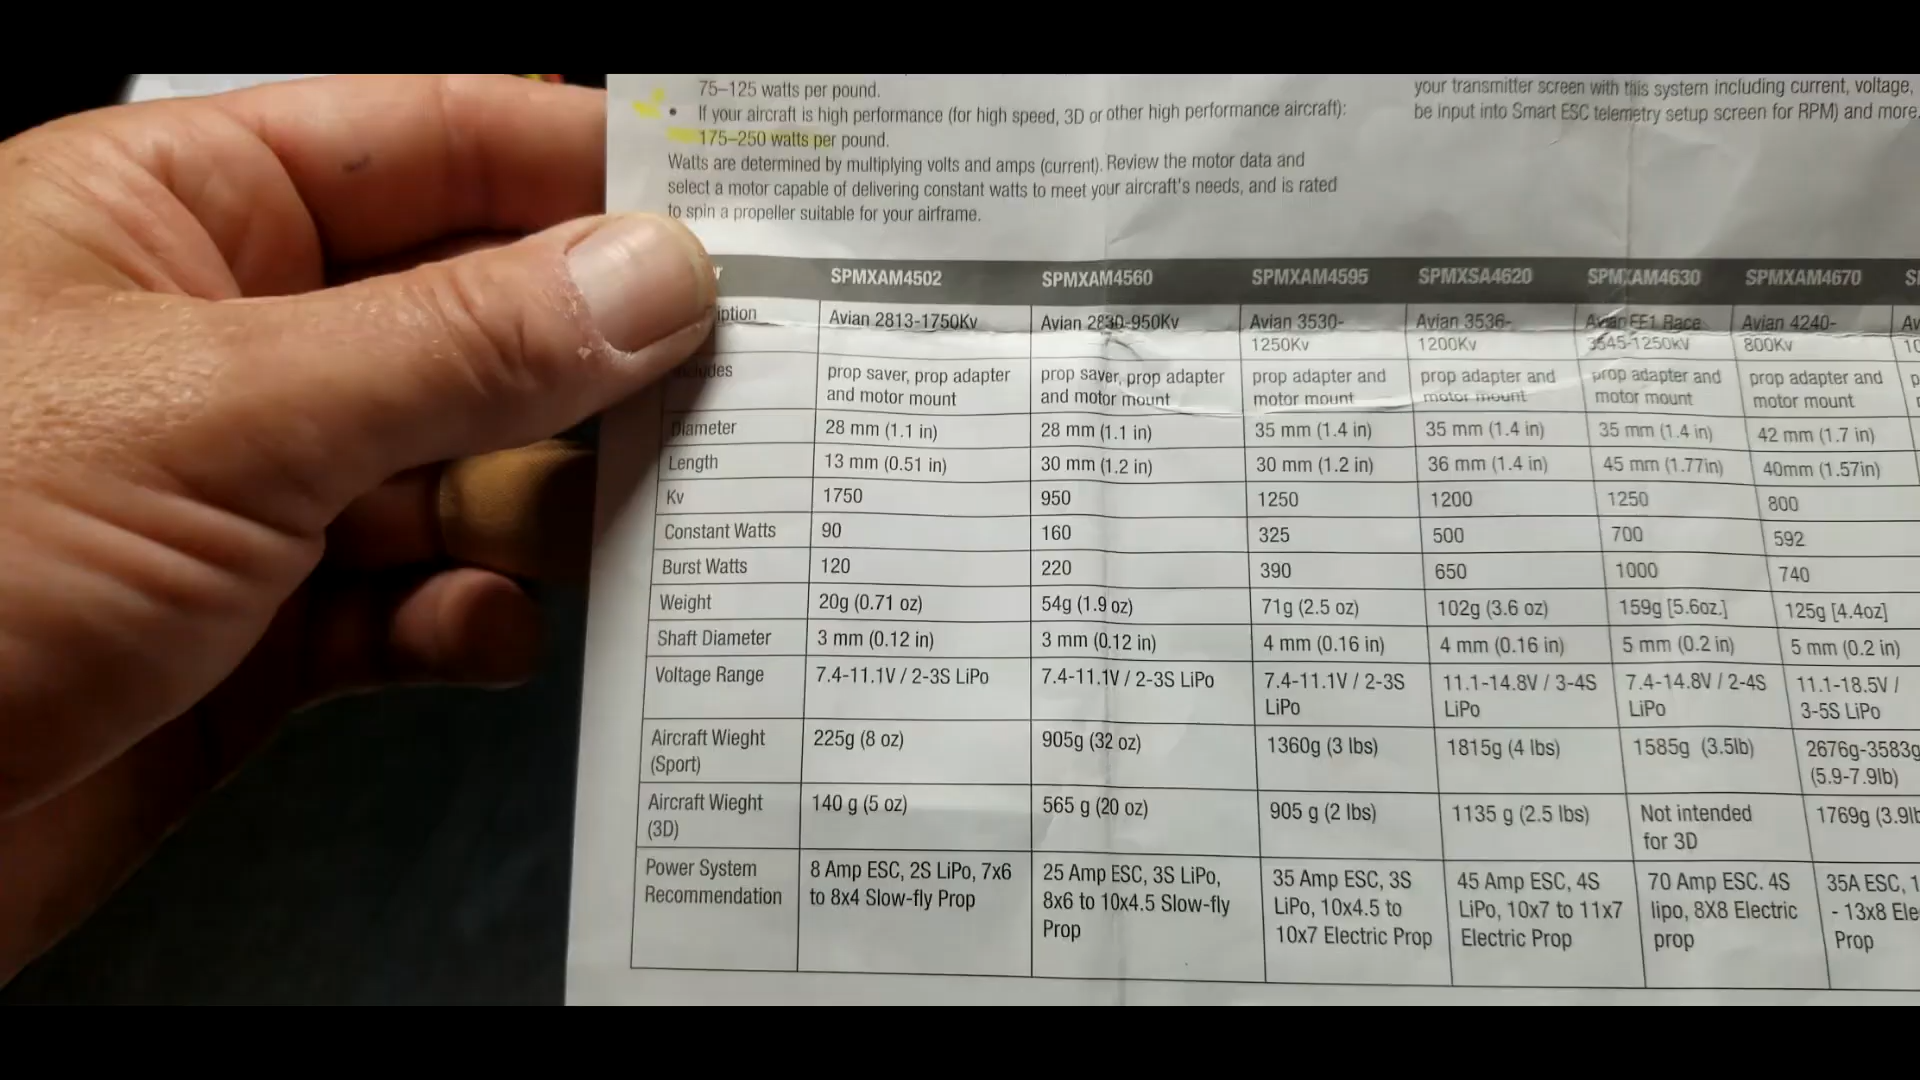 75–125 watts per pound.
• If your aircraft is high performance (for high speed, 3D or other high performance aircraft):
175–250 watts per pound.
Watts are determined by multiplying volts and amps (current). Review the motor data and
select a motor capable of delivering constant watts to meet your aircraft's needs, and is rated
to spin a propeller suitable for your airframe.
your transmitter screen with this system including current, voltage,
be input into Smart ESC telemetry setup screen for RPM) and more.
SPMXAM4502 SPMXAM4560 SPMXAM4595 SPMXSA4620 SPMXAM4630 SPMXAM4670
Avian 2813-1750Kv Avian 2830-950Kv Avian 3530- Avian 3536- Avian EF1 Race Avian 4240-
1250Kv 1200Kv 3545-1250kV 800Kv
prop saver, prop adapter prop saver, prop adapter prop adapter and prop adapter and prop adapter and prop adapter and
and motor mount and motor mount motor mount motor mount motor mount motor mount
Diameter 28 mm (1.1 in) 28 mm (1.1 in) 35 mm (1.4 in) 35 mm (1.4 in) 35 mm (1.4 in) 42 mm (1.7 in)
Length 13 mm (0.51 in) 30 mm (1.2 in) 30 mm (1.2 in) 36 mm (1.4 in) 45 mm (1.77in) 40mm (1.57in)
Kv 1750 950 1250 1200 1250 800
Constant Watts 90 160 325 500 700 592
Burst Watts 120 220 390 650 1000 740
Weight 20g (0.71 oz) 54g (1.9 oz) 71g (2.5 oz) 102g (3.6 oz) 159g [5.6oz.] 125g [4.4oz]
Shaft Diameter 3 mm (0.12 in) 3 mm (0.12 in) 4 mm (0.16 in) 4 mm (0.16 in) 5 mm (0.2 in) 5 mm (0.2 in)
Voltage Range 7.4-11.1V / 2-3S LiPo 7.4-11.1V / 2-3S LiPo 7.4-11.1V / 2-3S 11.1-14.8V / 3-4S 7.4-14.8V / 2-4S 11.1-18.5V /
LiPo LiPo LiPo 3-5S LiPo
Aircraft Wieght 225g (8 oz) 905g (32 oz) 1360g (3 lbs) 1815g (4 lbs) 1585g (3.5lb) 2676g-3583g
(Sport) (5.9-7.9lb)
Aircraft Wieght 140 g (5 oz) 565 g (20 oz) 905 g (2 lbs) 1135 g (2.5 lbs) Not intended 1769g (3.9lb
(3D) for 3D
Power System 8 Amp ESC, 2S LiPo, 7x6 25 Amp ESC, 3S LiPo, 35 Amp ESC, 3S 45 Amp ESC, 4S 70 Amp ESC. 4S 35A ESC, 1
Recommendation to 8x4 Slow-fly Prop 8x6 to 10x4.5 Slow-fly LiPo, 10x4.5 to LiPo, 10x7 to 11x7 lipo, 8X8 Electric - 13x8 Ele
Prop 10x7 Electric Prop Electric Prop prop Prop